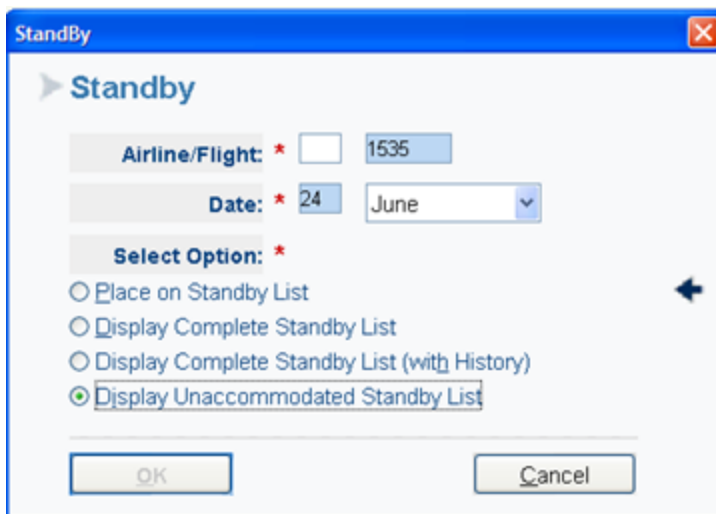 StandBy
Standby
Airline/Flight: * 1535
Date: * 24 June
Select Option: *
Place on Standby List
Display Complete Standby List
Display Complete Standby List (with History)
Display Unaccommodated Standby List
OK Cancel